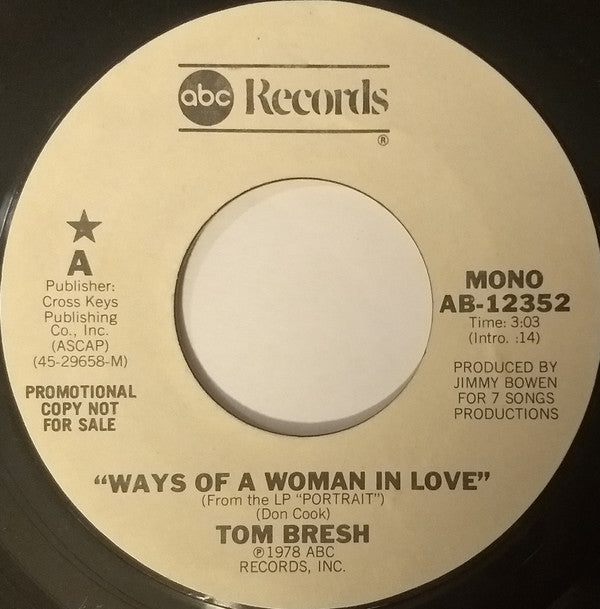 abc Records
®
A
Publisher:
Cross Keys
Publishing
Co., Inc.
(ASCAP)
(45-29658-M)
PROMOTIONAL
COPY NOT
FOR SALE
MONO
AB-12352
Time: 3:03
(Intro. :14)
PRODUCED BY
JIMMY BOWEN
FOR 7 SONGS
PRODUCTIONS
"WAYS OF A WOMAN IN LOVE"
(From the LP "PORTRAIT")
(Don Cook)
TOM BRESH
℗1978 ABC
RECORDS, INC.